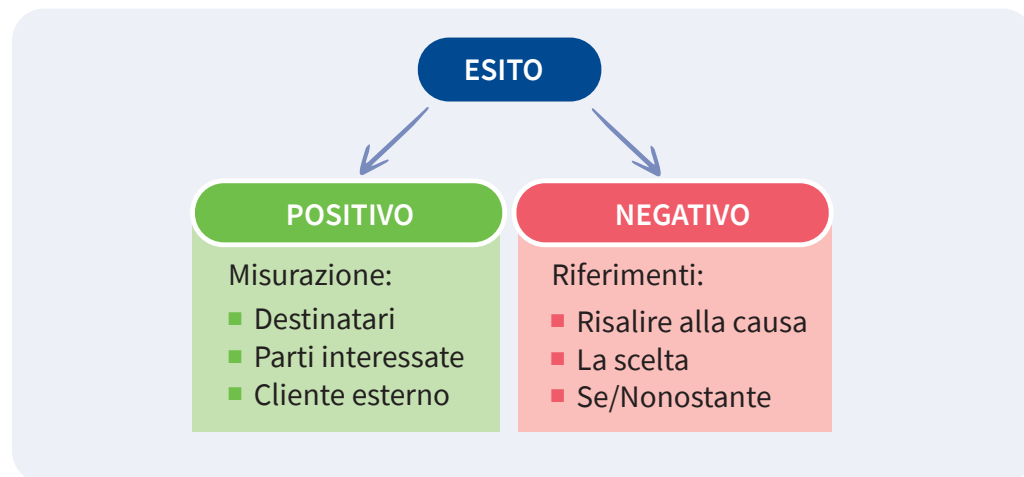 ESITO
POSITIVO
Misurazione:
Destinatari
Parti interessate
Cliente esterno
NEGATIVO
Riferimenti:
Risalire alla causa
La scelta
Se/Nonostante